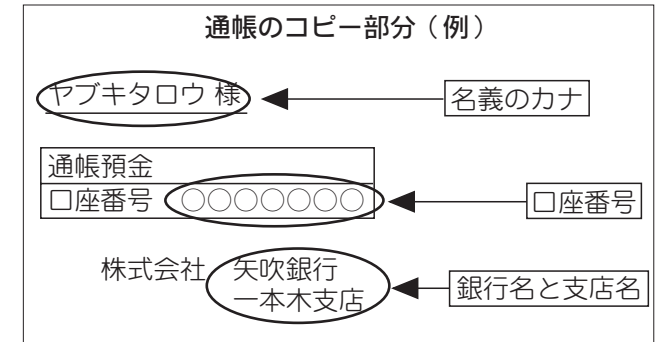 通帳のコピー部分（例）
ヤブキタロウ 様
名義のカナ
通帳預金
口座番号 ○○○○○○○
口座番号
株式会社 矢吹銀行
一本木支店
銀行名と支店名